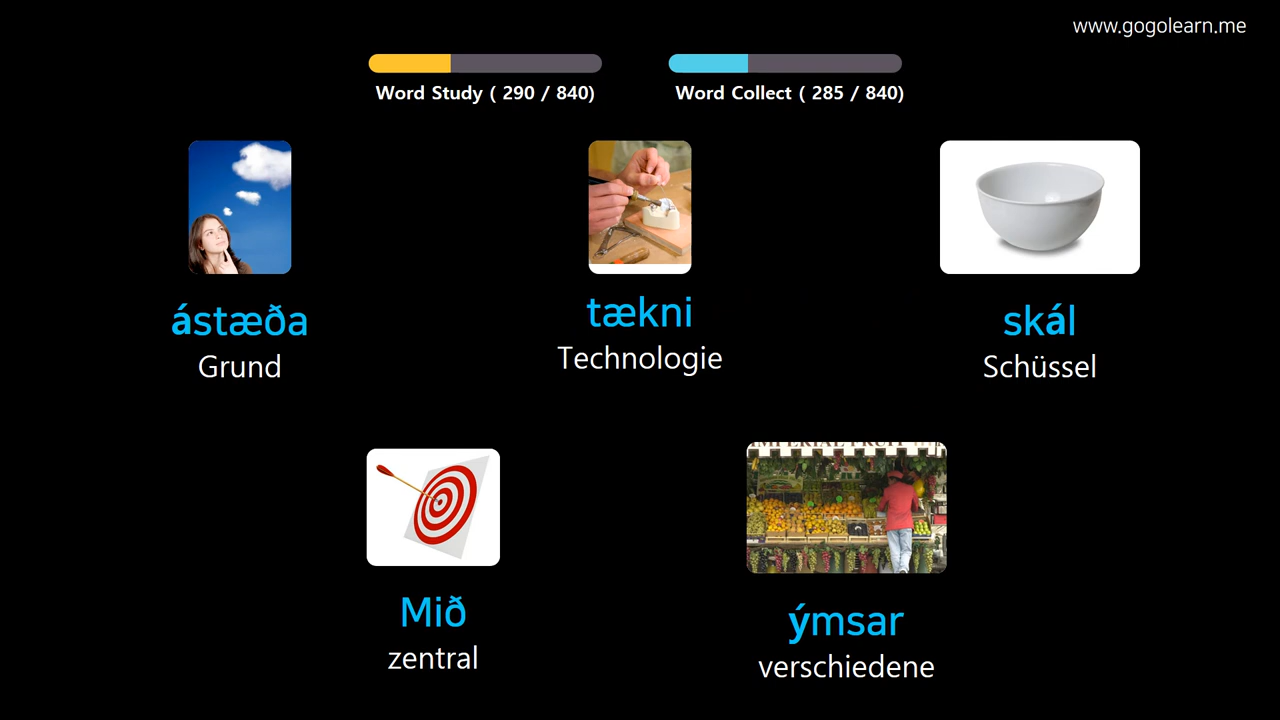 www.gogolearn.me
Word Study ( 290 / 840)
Word Collect ( 285 / 840)
ástæða
Grund
tækni
Technologie
skál
Schüssel
Mið
zentral
ýmsar
verschiedene